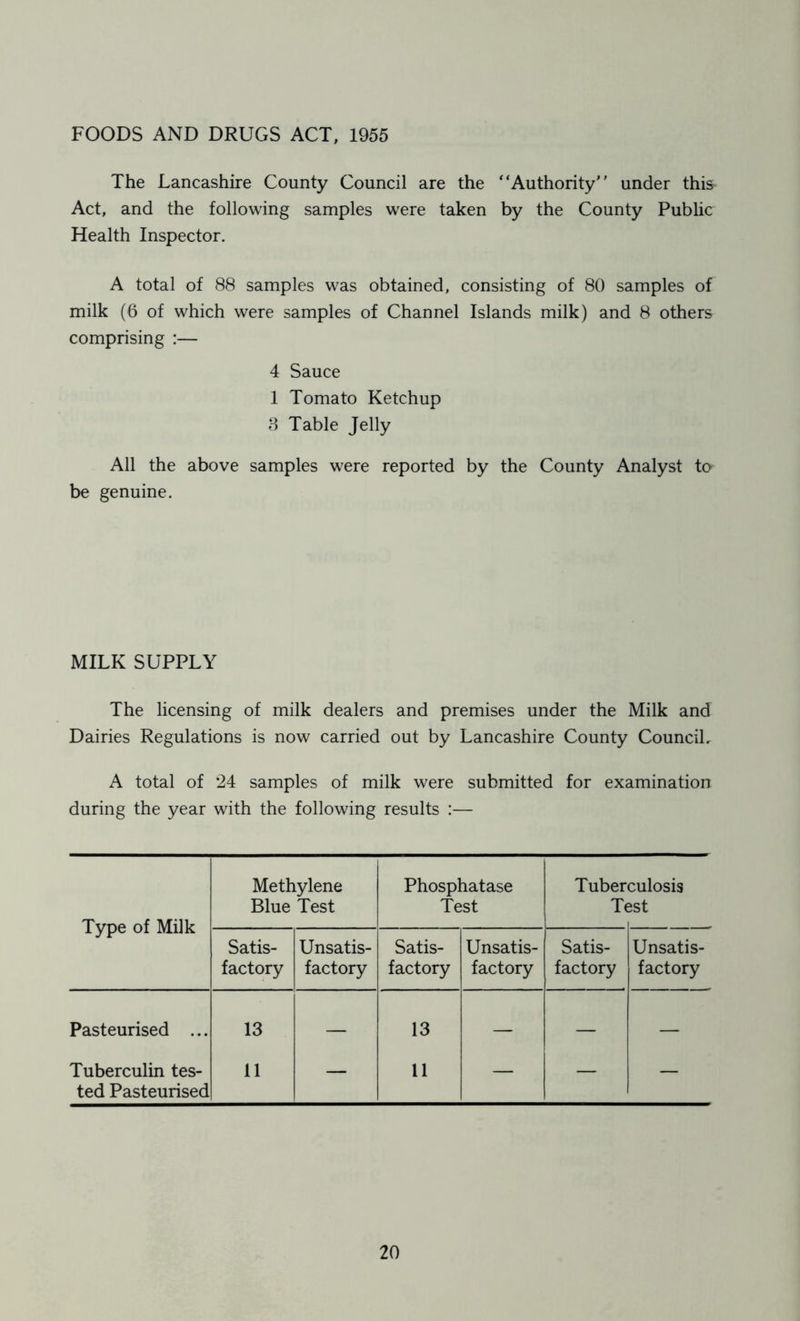 FOODS AND DRUGS ACT, 1955
The Lancashire County Council are the “Authority” under this
Act, and the following samples were taken by the County Public
Health Inspector.
A total of 88 samples was obtained, consisting of 80 samples of
milk (6 of which were samples of Channel Islands milk) and 8 others
comprising :—
4 Sauce
1 Tomato Ketchup
3 Table Jelly
All the above samples were reported by the County Analyst to
be genuine.
MILK SUPPLY
The licensing of milk dealers and premises under the Milk and
Dairies Regulations is now carried out by Lancashire County Council.
A total of 24 samples of milk were submitted for examination
during the year with the following results :—
Type of Milk
Methylene Phosphatase Tuberculosis
Blue Test Test Test
Satis- Unsatis- Satis- Unsatis- Satis- Unsatis-
factory factory factory factory factory factory
Pasteurised ... 13 — 13 — — —
Tuberculin tes- 11 — 11 — — —
ted Pasteurised
20